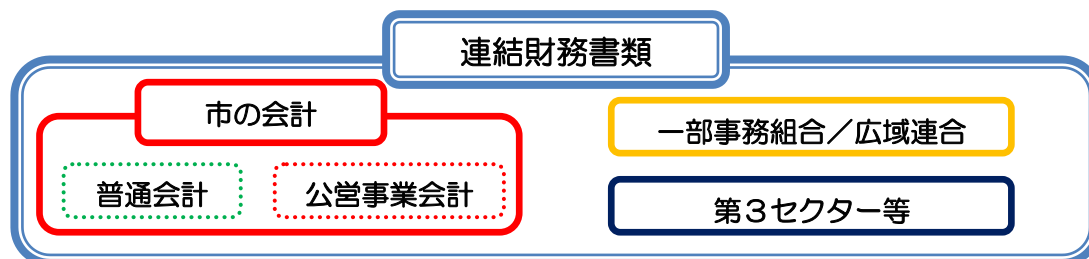 連結財務書類
市の会計
普通会計
公営事業会計
一部事務組合／広域連合
第３セクター等